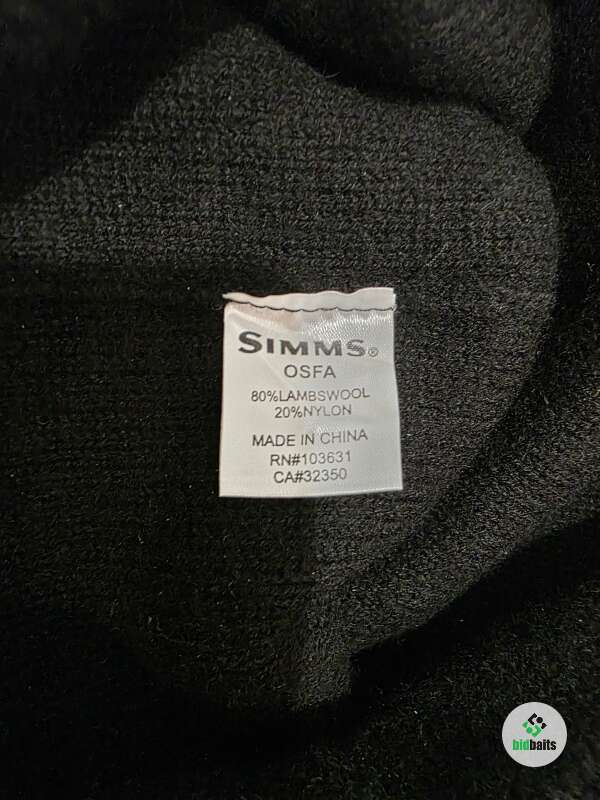 SIMMS®
OSFA
80%LAMBSWOOL
20%NYLON
MADE IN CHINA
RN#103631
CA#32350
bidbaits